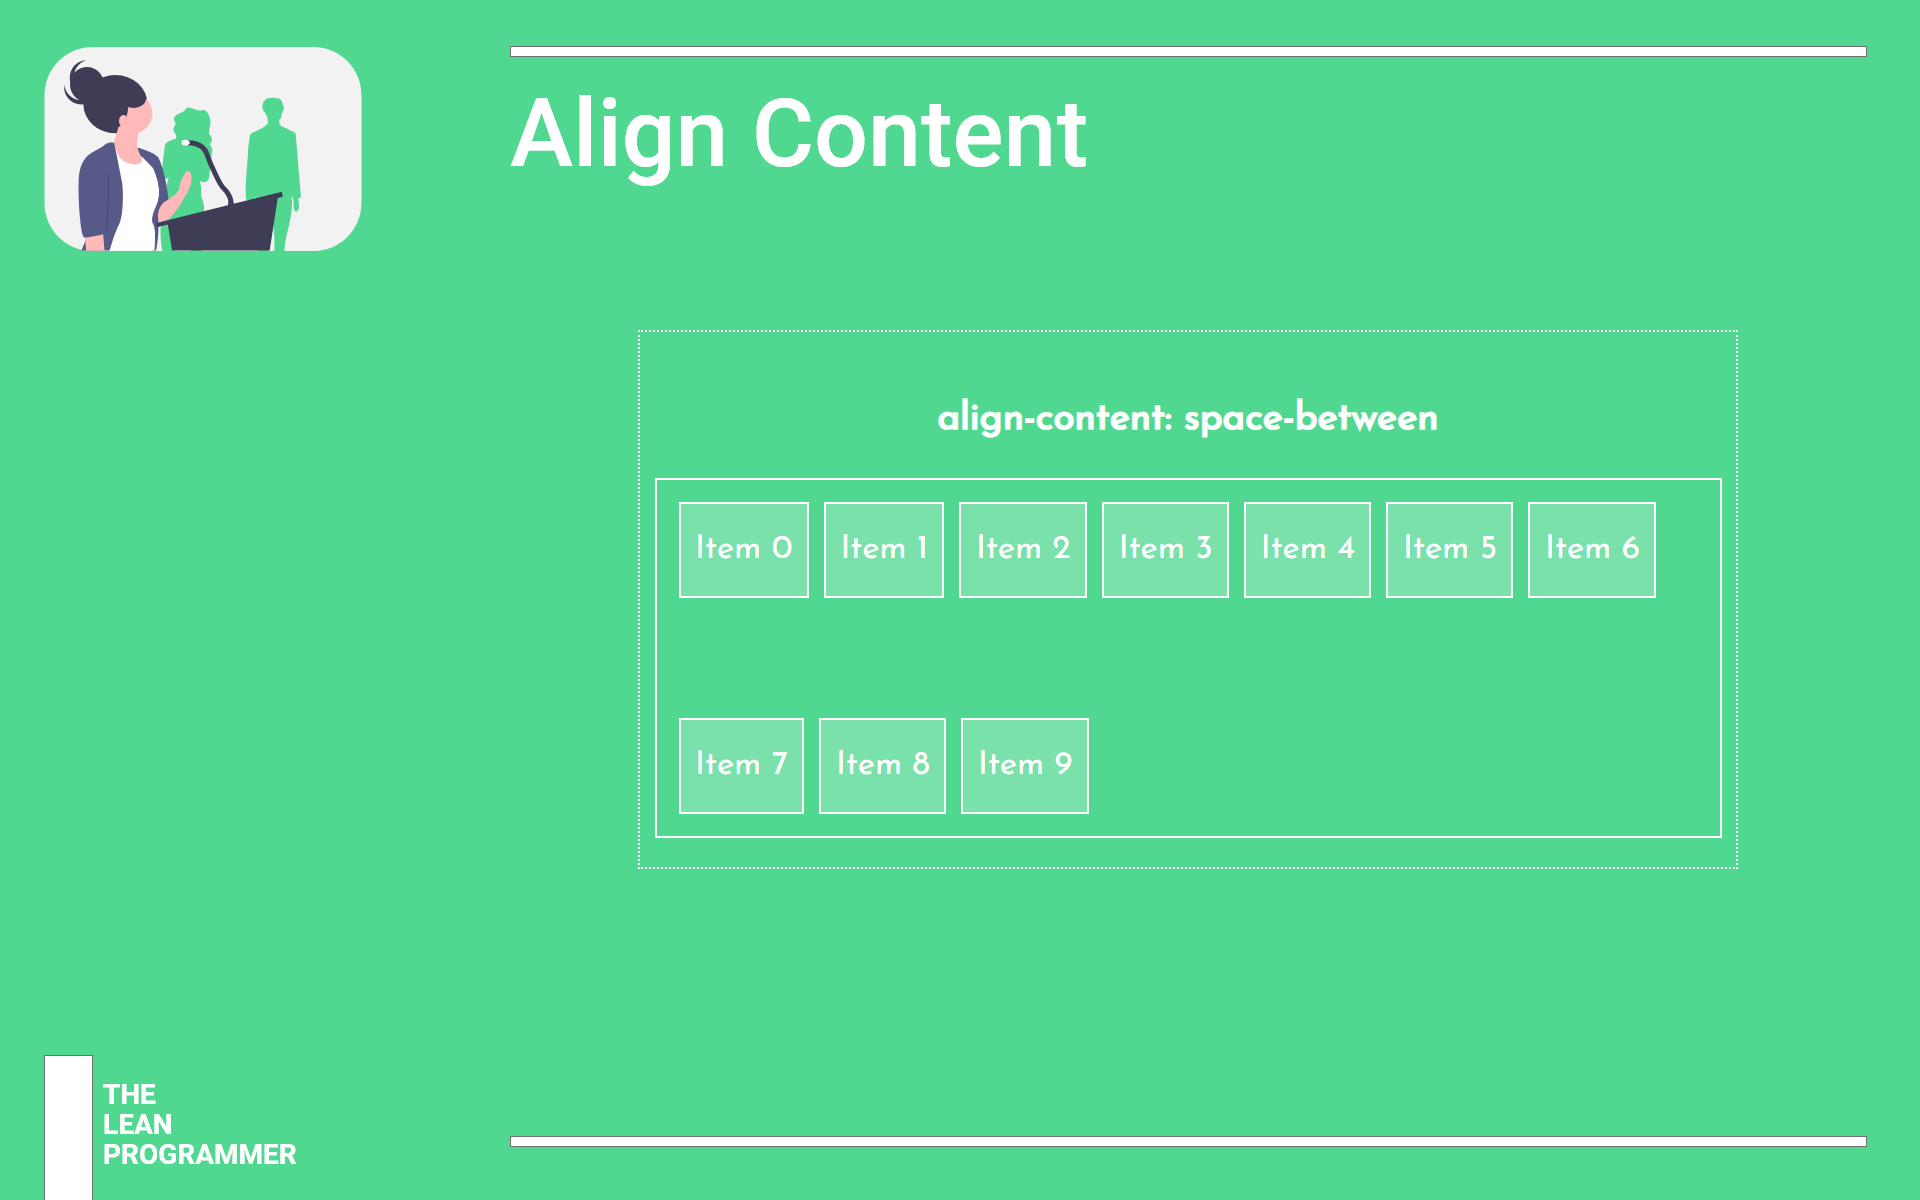 Align Content
align-content: space-between
Item 0 Item 1 Item 2 Item 3 Item 4 Item 5 Item 6
Item 7 Item 8 Item 9
THE
LEAN
PROGRAMMER